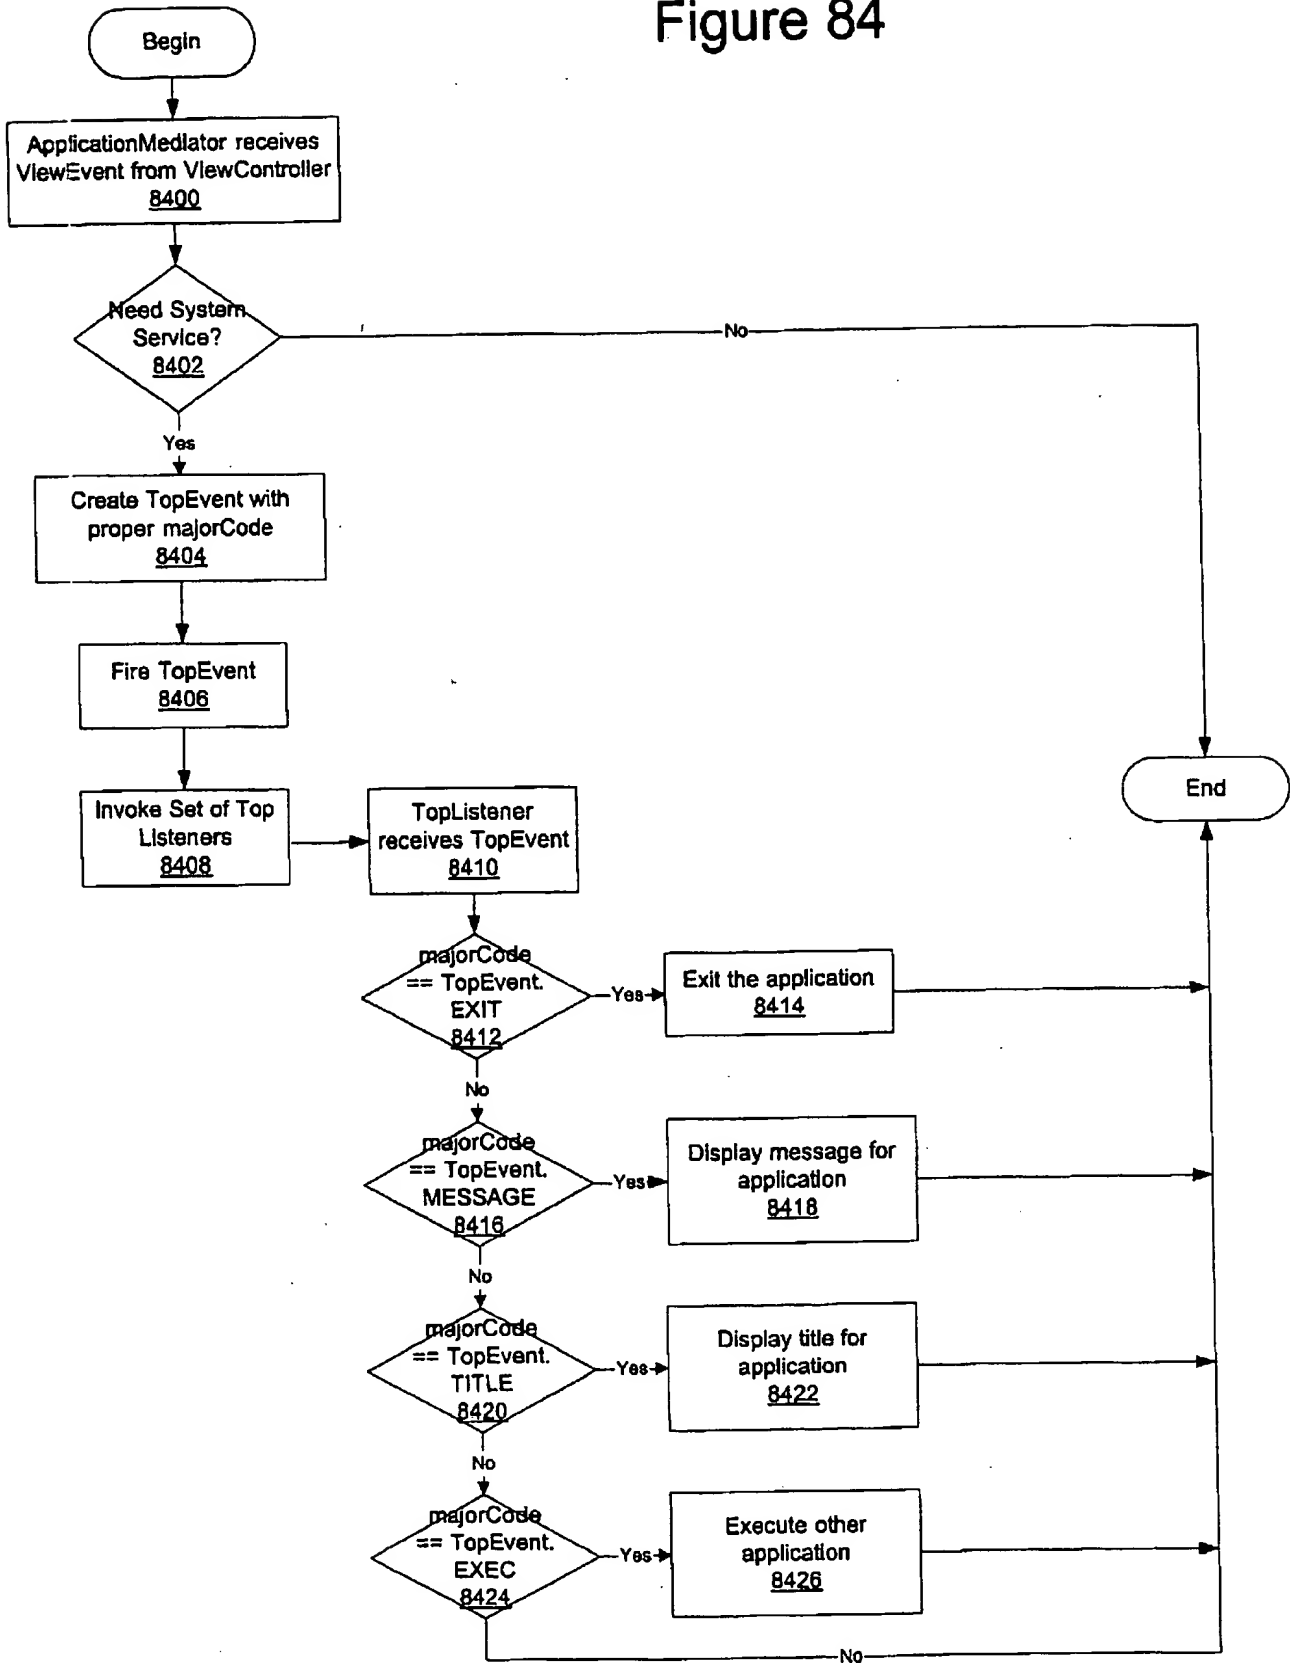 Figure 84
Begin
ApplicationMediator receives
ViewEvent from ViewController
8400
Need System
Service?
8402
No
Yes
Create TopEvent with
proper majorCode
8404
Fire TopEvent
8406
Invoke Set of Top
Listeners
8408
TopListener
receives TopEvent
8410
End
majorCode
== TopEvent.
EXIT
8412
Yes
Exit the application
8414
No
majorCode
== TopEvent.
MESSAGE
8416
Yes
Display message for
application
8418
No
majorCode
== TopEvent.
TITLE
8420
Yes
Display title for
application
8422
No
majorCode
== TopEvent.
EXEC
8424
Yes
Execute other
application
8426
No